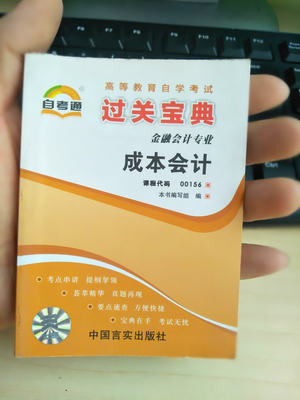 高等教育自学考试
自考通
过关宝典
金融会计专业
成本会计
课程代码 00156
本书编写组 编
考点串讲 提纲挈领
荟萃精华 真题再现
要点速查 方便快捷
宝典在手 考试无忧
中国言实出版社